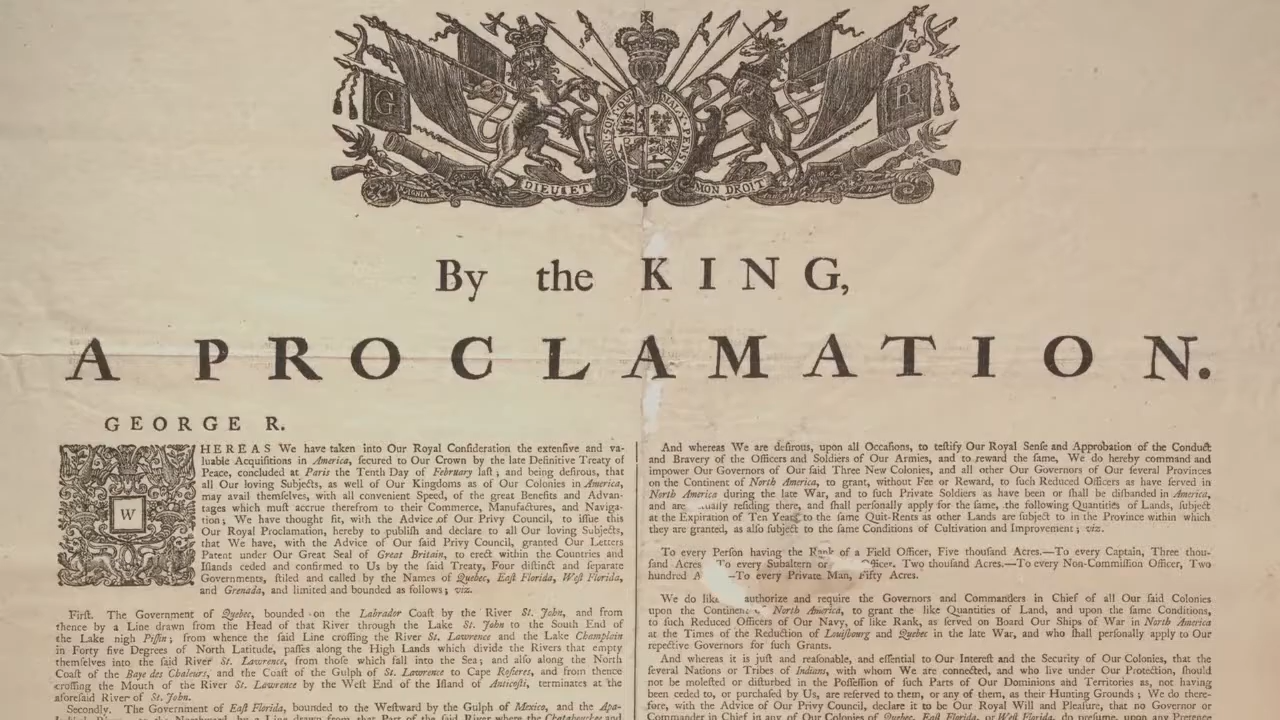 G
R
HONI·SOIT·QUI·MAL·Y·PENSE
DIEU ET
MON DROIT
By the KING,
A PROCLAMATION.
GEORGE R.
WHEREAS We have taken into Our Royal Conſideration the extenſive and va-
luable Acquiſitions in America, ſecured to Our Crown by the late Definitive Treaty of
Peace, concluded at Paris the Tenth Day of February laſt; and being deſirous, that
all Our loving Subjects, as well of Our Kingdoms as of Our Colonies in America,
may avail themſelves, with all convenient Speed, of the great Benefits and Advan-
tages which muſt accrue therefrom to their Commerce, Manufactures, and Naviga-
tion; We have thought fit, with the Advice of Our Privy Council, to iſſue this
Our Royal Proclamation, hereby to publiſh and declare to all Our loving Subjects,
that We have, with the Advice of Our ſaid Privy Council, granted Our Letters
Patent under Our Great Seal of Great Britain, to erect within the Countries and
Iſlands ceded and confirmed to Us by the ſaid Treaty, Four diſtinct and ſeparate
Governments, ſtiled and called by the Names of Quebec, Eaſt Florida, Weſt Florida,
and Grenada, and limited and bounded as follows; viz.
Firſt. The Government of Quebec, bounded on the Labrador Coaſt by the River St. John, and from
thence by a Line drawn from the Head of that River through the Lake St. John to the South End of
the Lake nigh Piſſin; from whence the ſaid Line croſſing the River St. Lawrence and the Lake Champlain
in Forty five Degrees of North Latitude, paſſes along the High Lands which divide the Rivers that empty
themſelves into the ſaid River St. Lawrence, from thoſe which fall into the Sea; and alſo along the North
Coaſt of the Baye des Chaleurs, and the Coaſt of the Gulph of St. Lawrence to Cape Roſieres, and from thence
croſſing the Mouth of the River St. Lawrence by the Weſt End of the Iſland of Anticoſti, terminates at the
aforeſaid River of St. John.
Secondly. The Government of Eaſt Florida, bounded to the Weſtward by the Gulph of Mexico, and the Apa-
And whereas We are deſirous, upon all Occaſions, to teſtify Our Royal Senſe and Approbation of the Conduct
and Bravery of the Officers and Soldiers of Our Armies, and to reward the ſame, We do hereby command and
impower Our Governors of Our ſaid Three New Colonies, and all other Our Governors of Our ſeveral Provinces
on the Continent of North America, to grant, without Fee or Reward, to ſuch Reduced Officers as have ſerved in
North America during the late War, and to ſuch Private Soldiers as have been or ſhall be diſbanded in America,
and are ually reſiding there, and ſhall perſonally apply for the ſame, the following Quantities of Lands, ſubject
at the Expiration of Ten Years to the ſame Quit-Rents as other Lands are ſubject to in the Province within which
they are granted, as alſo ſubject to the ſame Conditions of Cultivation and Improvement; viz.
To every Perſon having the Rank of a Field Officer, Five thouſand Acres.—To every Captain, Three thou-
ſand Acres To every Subaltern or Officer, Two thouſand Acres.—To every Non-Commiſſion Officer, Two
hundred A —To every Private Man, Fifty Acres.
We do like authorize and require the Governors and Commanders in Chief of all Our ſaid Colonies
upon the Continent of North America, to grant the like Quantities of Land, and upon the ſame Conditions,
to ſuch Reduced Officers of Our Navy, of like Rank, as ſerved on Board Our Ships of War in North America
at the Times of the Reduction of Louiſbourg and Quebec in the late War, and who ſhall perſonally apply to Our
reſpective Governors for ſuch Grants.
And whereas it is juſt and reaſonable, and eſſential to Our Intereſt and the Security of Our Colonies, that the
ſeveral Nations or Tribes of Indians, with whom We are connected, and who live under Our Protection, ſhould
not be moleſted or diſturbed in the Poſſeſſion of ſuch Parts of Our Dominions and Territories as, not having
been ceded to, or purchaſed by Us, are reſerved to them, or any of them, as their Hunting Grounds; We do there-
fore, with the Advice of Our Privy Council, declare it to be Our Royal Will and Pleaſure, that no Governor or
Commander in Chief in any of Our Colonies of Quebec, Eaſt Florida, or Weſt Florida, do preſume, upon any Pre-